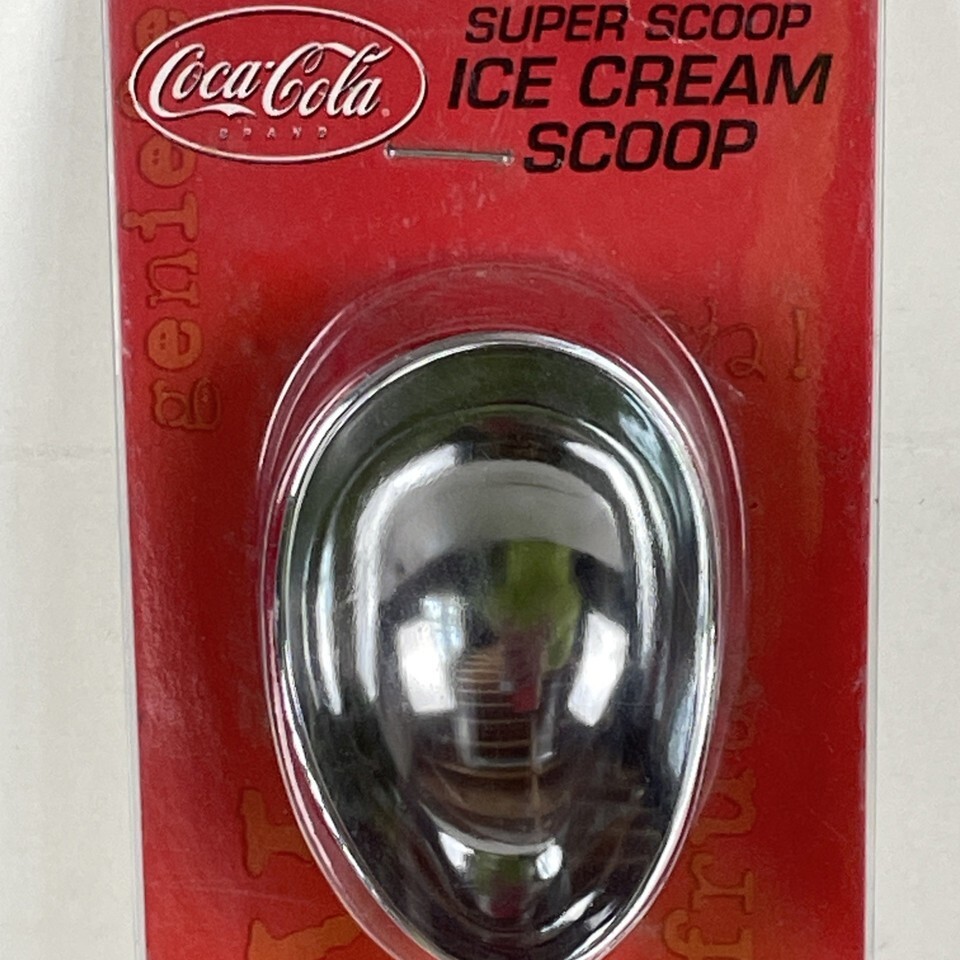 Coca-Cola®
BRAND
SUPER SCOOP
ICE CREAM
SCOOP